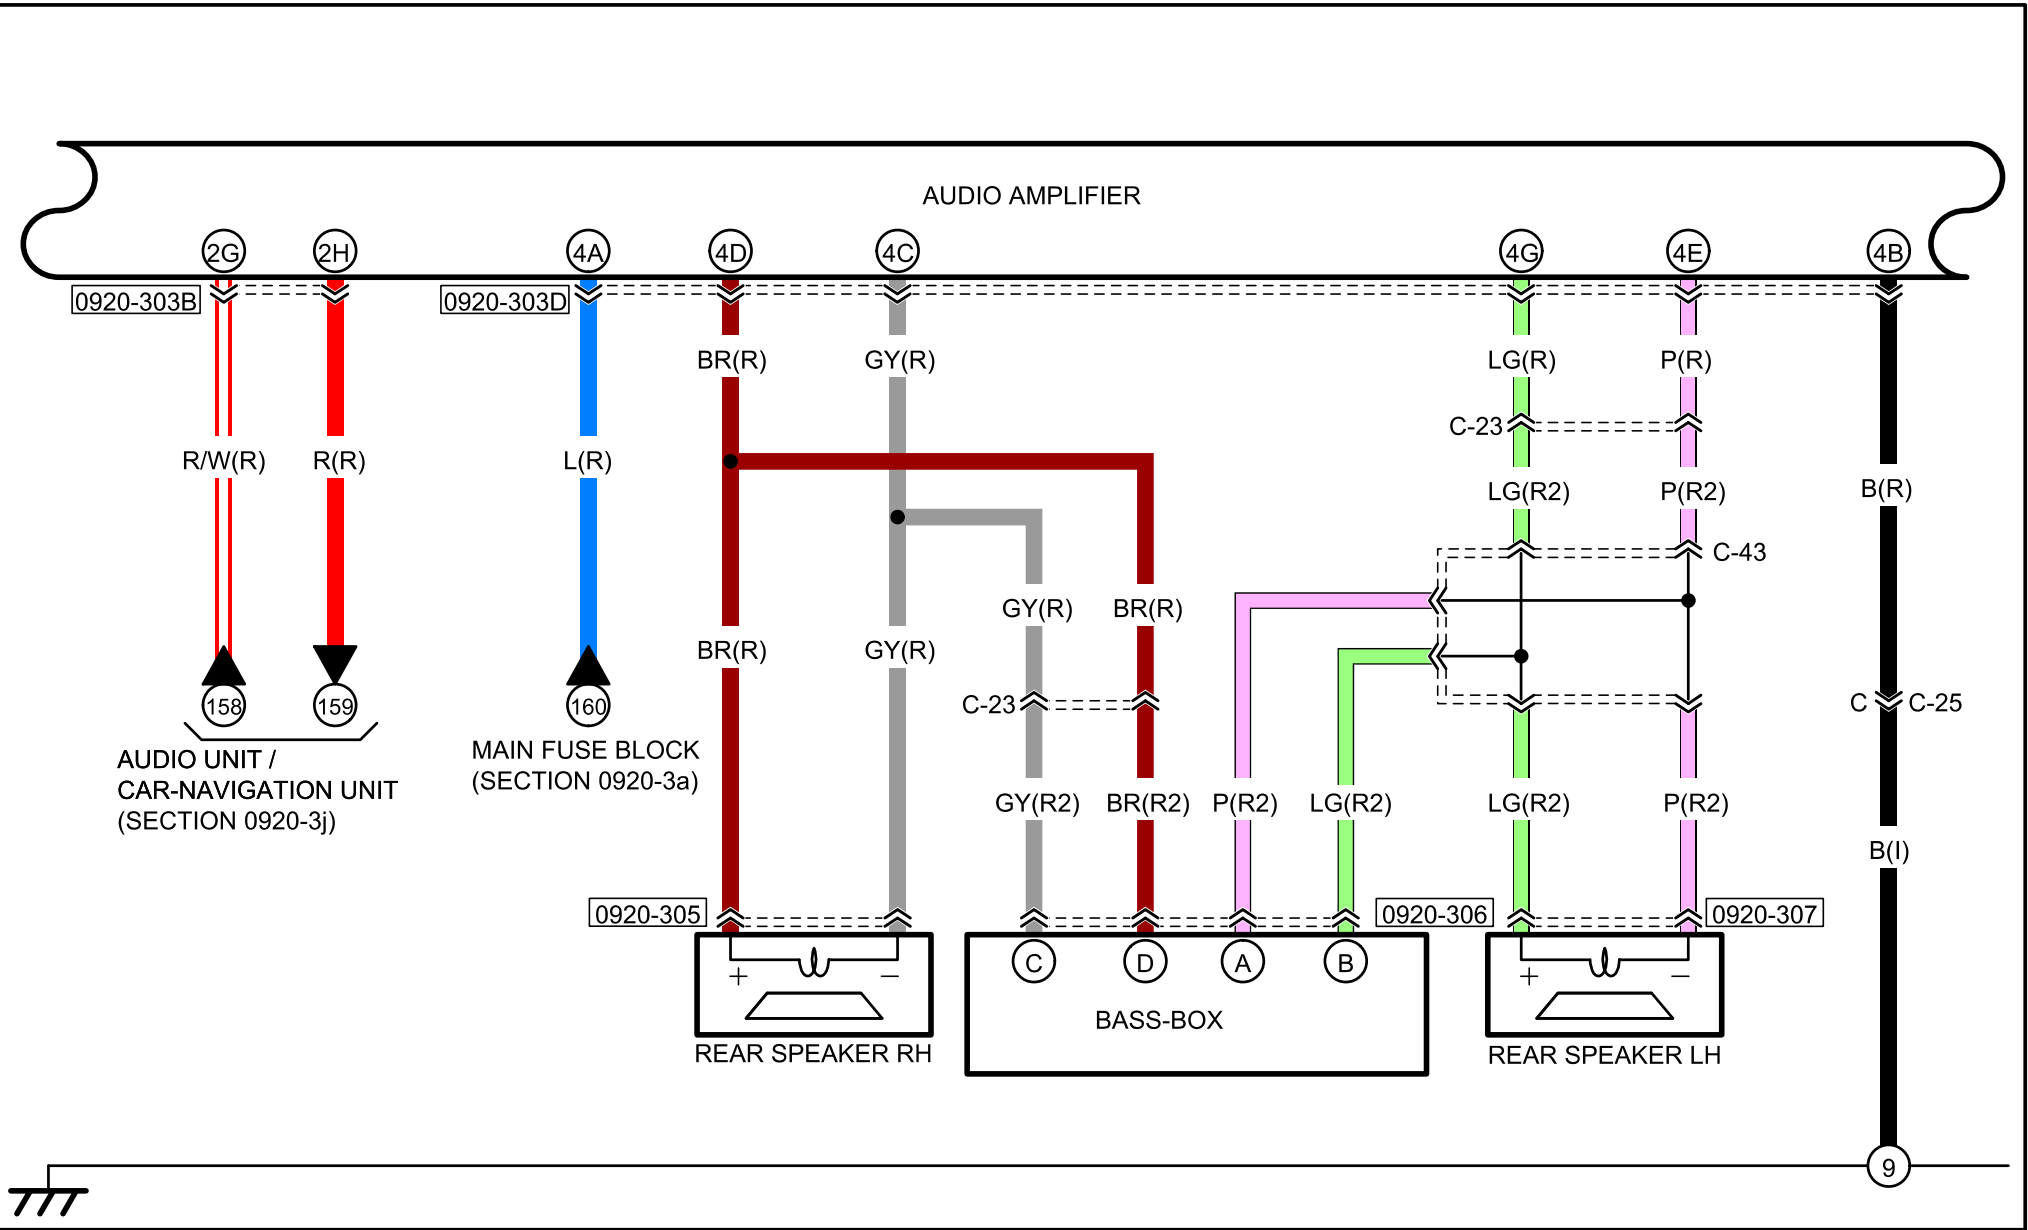 AUDIO AMPLIFIER
2G 2H 4A 4D 4C 4G 4E 4B
0920-303B 0920-303D
BR(R) GY(R) LG(R) P(R)
C-23
R/W(R) R(R) L(R)
LG(R2) P(R2) B(R)
C-43
GY(R) BR(R)
BR(R) GY(R)
158 159 160 C-23 C C-25
AUDIO UNIT /
CAR-NAVIGATION UNIT
(SECTION 0920-3j)
MAIN FUSE BLOCK
(SECTION 0920-3a)
GY(R2) BR(R2) P(R2) LG(R2) LG(R2) P(R2)
B(I)
0920-305 0920-306 0920-307
+ −
C D A B
+ −
BASS-BOX
REAR SPEAKER RH
REAR SPEAKER LH
9